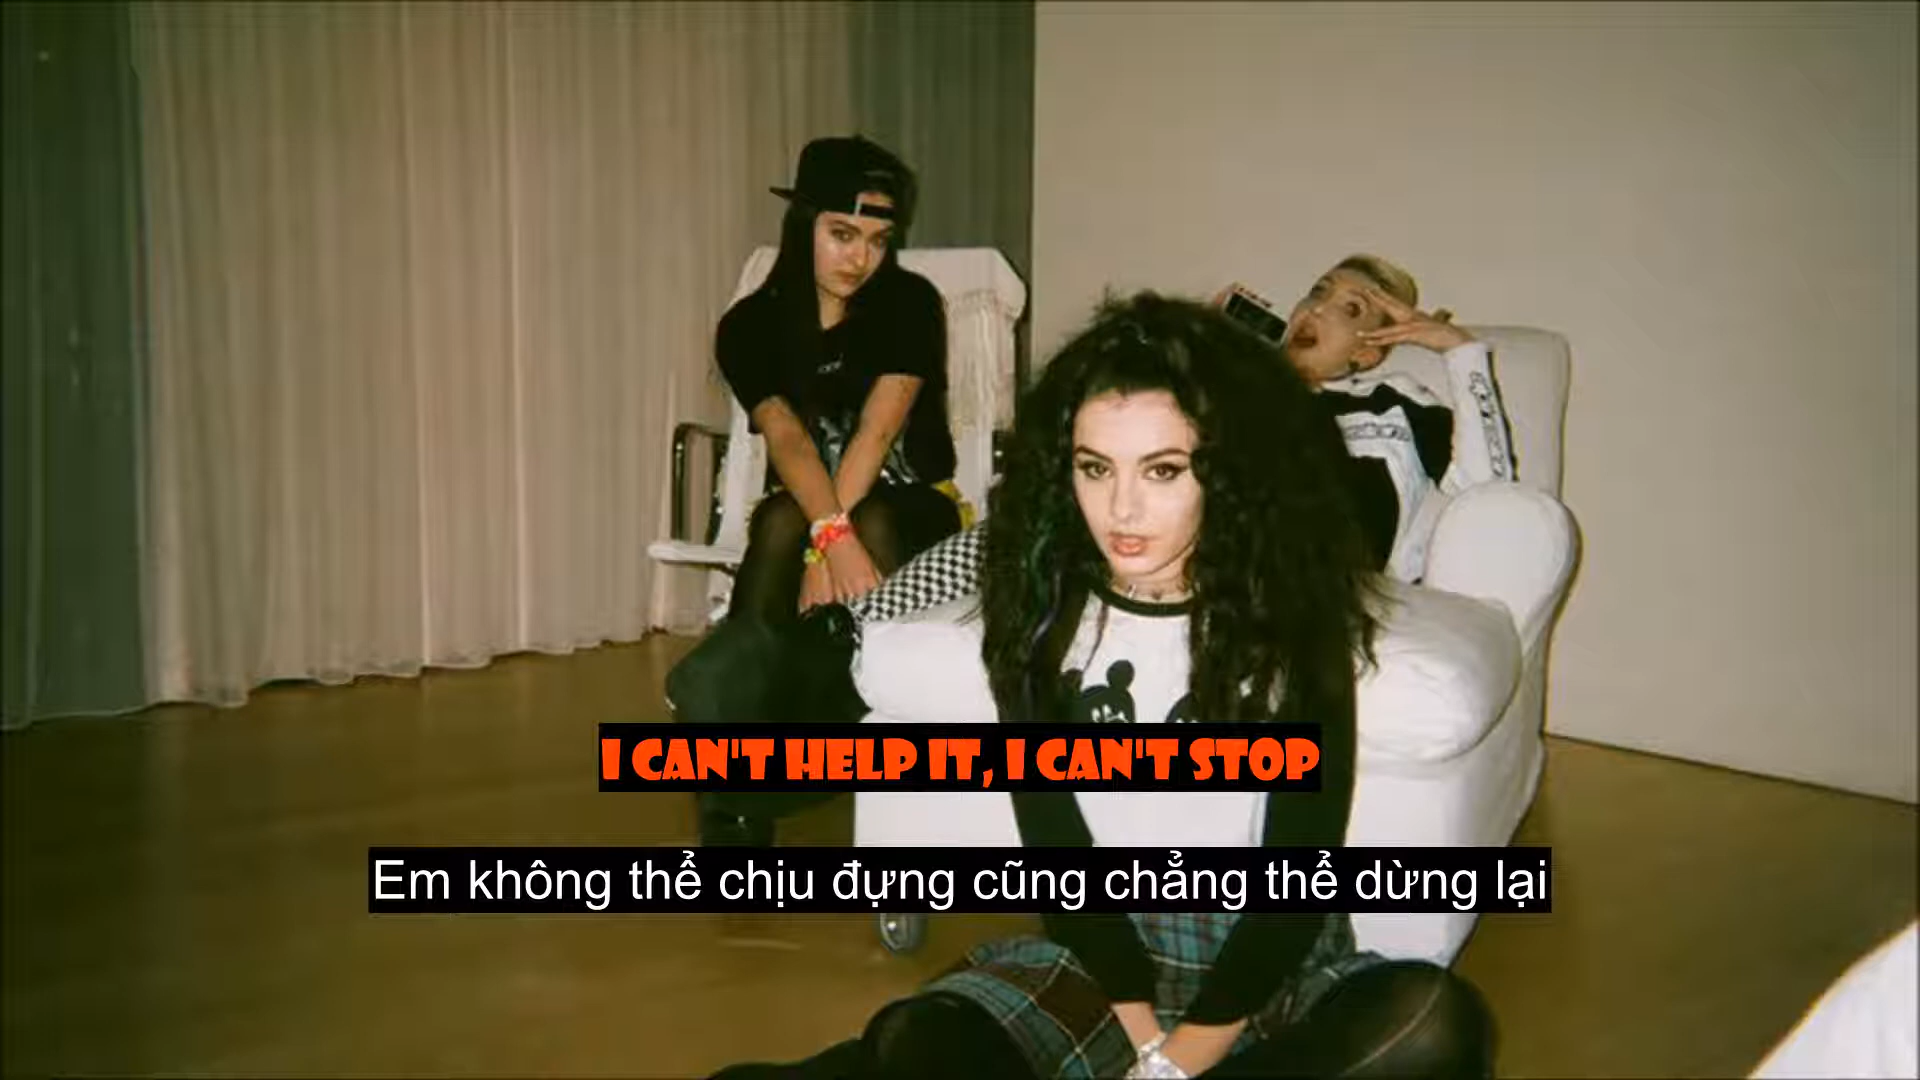 I CAN'T HELP IT, I CAN'T STOP
Em không thể chịu đựng cũng chẳng thể dừng lại